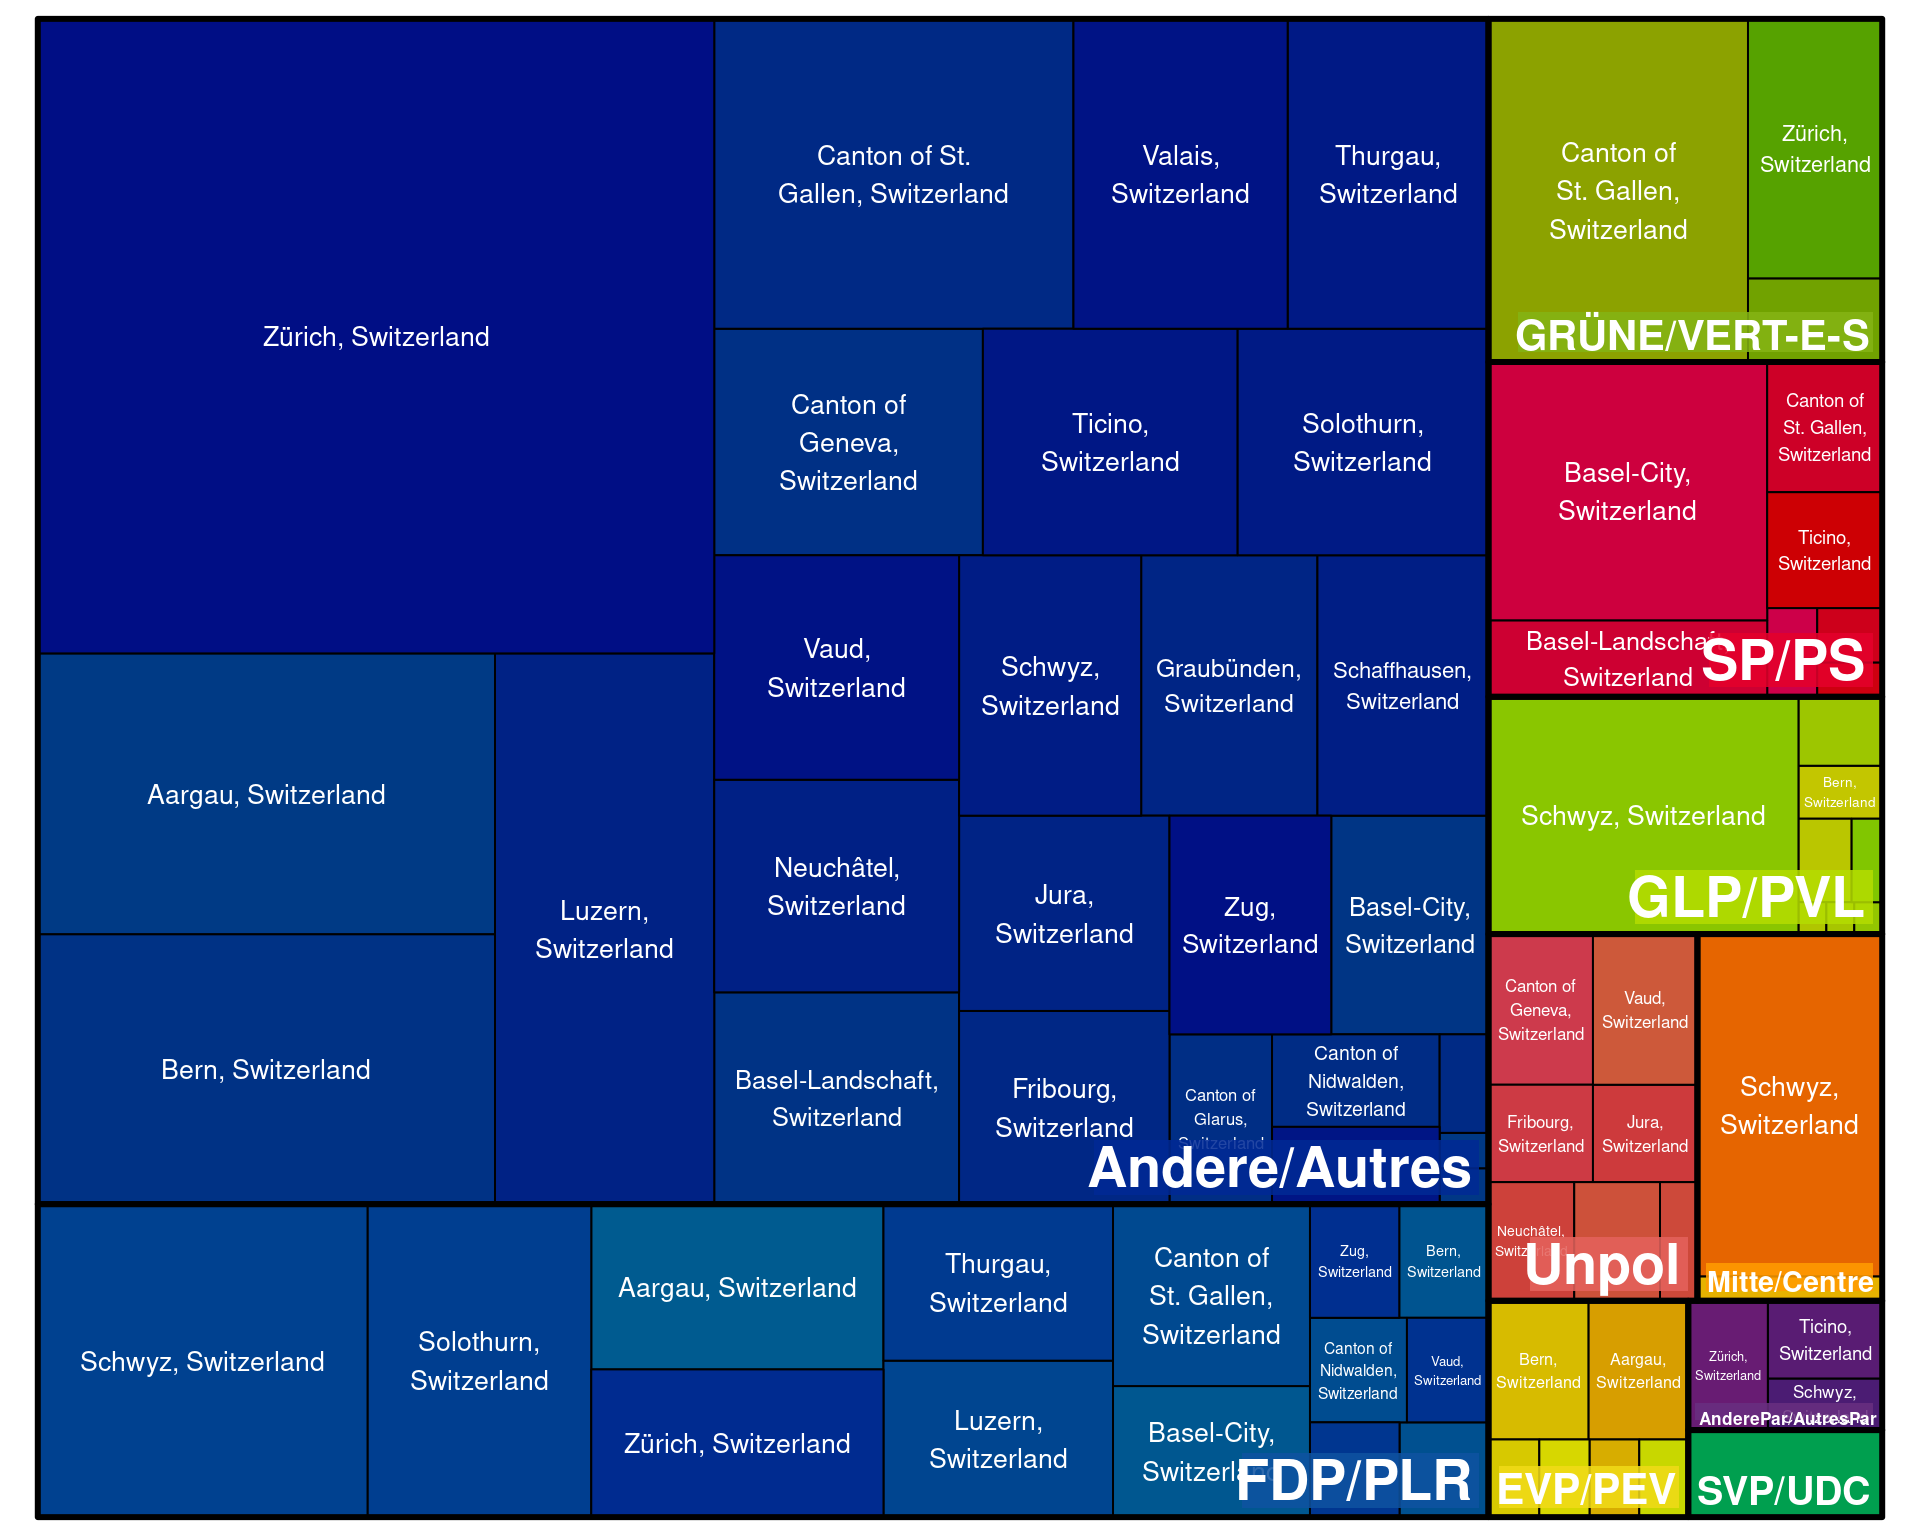 Zürich, Switzerland
Aargau, Switzerland
Bern, Switzerland
Luzern,
Switzerland
Canton of St.
Gallen, Switzerland
Valais,
Switzerland
Thurgau,
Switzerland
Canton of
Geneva,
Switzerland
Ticino,
Switzerland
Solothurn,
Switzerland
Vaud,
Switzerland
Schwyz,
Switzerland
Graubünden,
Switzerland
Schaffhausen,
Switzerland
Neuchâtel,
Switzerland
Jura,
Switzerland
Zug,
Switzerland
Basel-City,
Switzerland
Basel-Landschaft,
Switzerland
Fribourg,
Switzerland
Canton of
Glarus,
Switzerland
Canton of
Nidwalden,
Switzerland
Andere/Autres
Schwyz, Switzerland
Solothurn,
Switzerland
Aargau, Switzerland
Zürich, Switzerland
Thurgau,
Switzerland
Luzern,
Switzerland
Canton of
St. Gallen,
Switzerland
Basel-City,
Switzerland
Zug,
Switzerland
Bern,
Switzerland
Canton of
Nidwalden,
Switzerland
Vaud,
Switzerland
FDP/PLR
Canton of
St. Gallen,
Switzerland
Zürich,
Switzerland
GRÜNE/VERT-E-S
Basel-City,
Switzerland
Canton of
St. Gallen,
Switzerland
Ticino,
Switzerland
Basel-Landschaft,
Switzerland
SP/PS
Schwyz, Switzerland
Bern,
Switzerland
GLP/PVL
Canton of
Geneva,
Switzerland
Vaud,
Switzerland
Fribourg,
Switzerland
Jura,
Switzerland
Neuchâtel,
Switzerland
Unpol
Schwyz,
Switzerland
Mitte/Centre
Bern,
Switzerland
Aargau,
Switzerland
EVP/PEV
Zürich,
Switzerland
Ticino,
Switzerland
Schwyz,
AnderePar/AutresPar
SVP/UDC